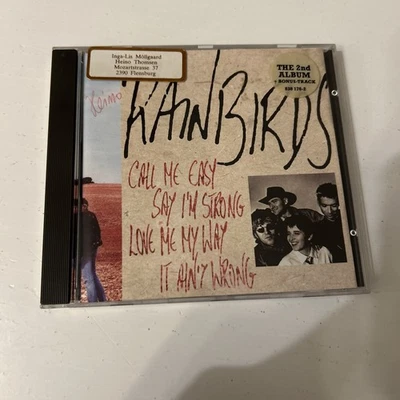 Inga-Lis Mößgaard
Heino Thomsen
Mozartstrasse 37
2390 Flensburg
THE 2nd
ALBUM
+ BONUS-TRACK
RAINBIRDS
CALL ME EASY
SAY I'M STRONG
LOVE ME MY WAY
IT AIN'T WRONG